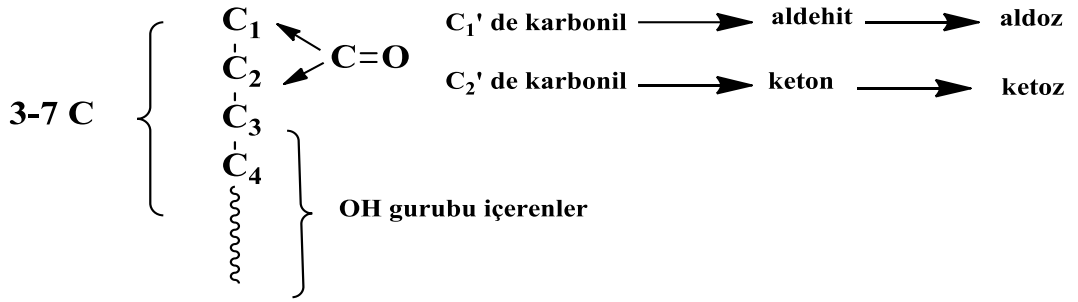 C₁
C₂
C₃
C₄
C=O
3-7 C
C₁' de karbonil aldehit aldoz
C₂' de karbonil keton ketoz
OH gurubu içerenler